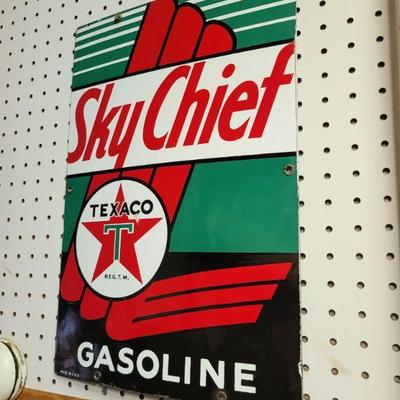 Sky Chief
TEXACO
T
REG. T. M.
GASOLINE